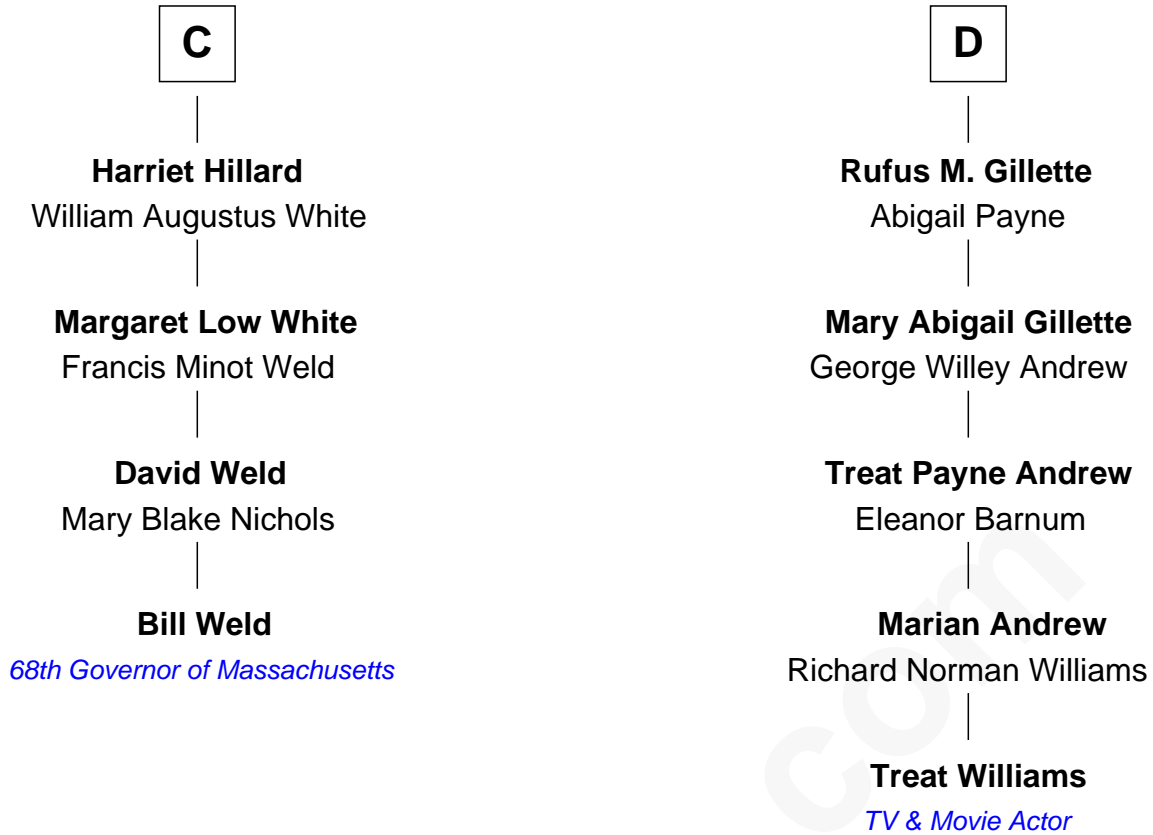 C
Harriet Hillard
William Augustus White
Margaret Low White
Francis Minot Weld
David Weld
Mary Blake Nichols
Bill Weld
68th Governor of Massachusetts
D
Rufus M. Gillette
Abigail Payne
Mary Abigail Gillette
George Willey Andrew
Treat Payne Andrew
Eleanor Barnum
Marian Andrew
Richard Norman Williams
Treat Williams
TV & Movie Actor
com